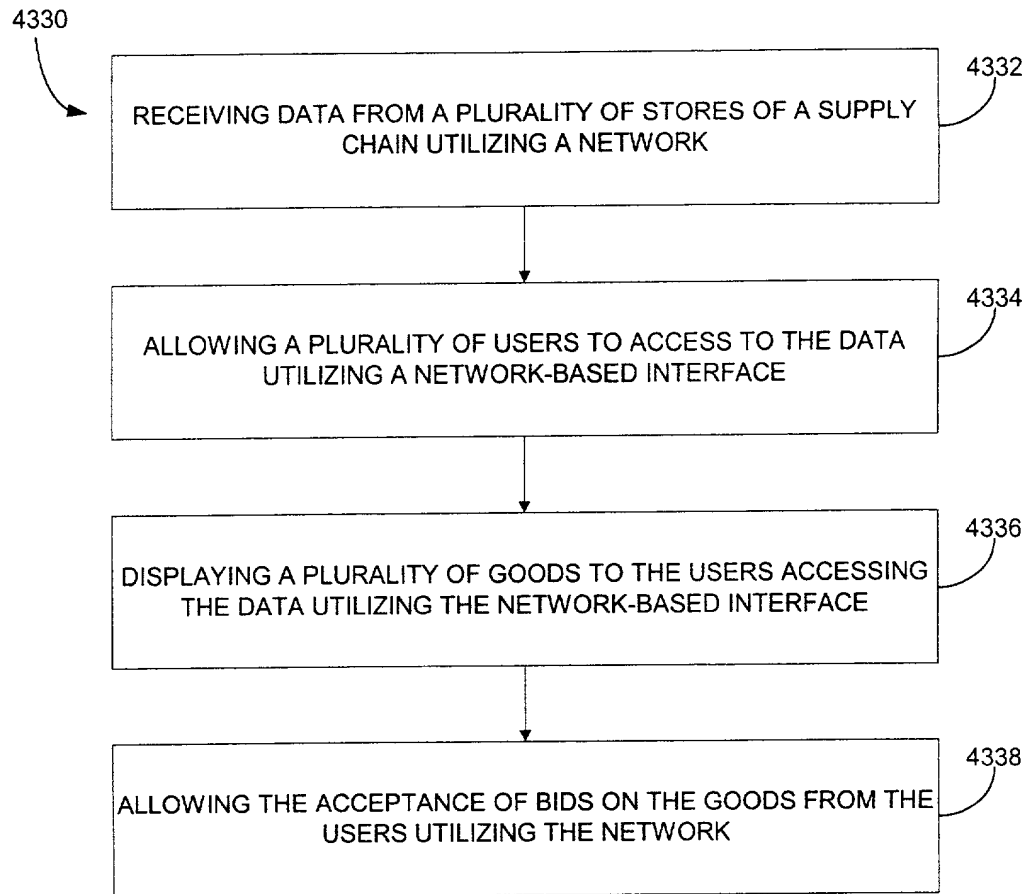 4330
4332
RECEIVING DATA FROM A PLURALITY OF STORES OF A SUPPLY
CHAIN UTILIZING A NETWORK
4334
ALLOWING A PLURALITY OF USERS TO ACCESS TO THE DATA
UTILIZING A NETWORK-BASED INTERFACE
4336
DISPLAYING A PLURALITY OF GOODS TO THE USERS ACCESSING
THE DATA UTILIZING THE NETWORK-BASED INTERFACE
4338
ALLOWING THE ACCEPTANCE OF BIDS ON THE GOODS FROM THE
USERS UTILIZING THE NETWORK